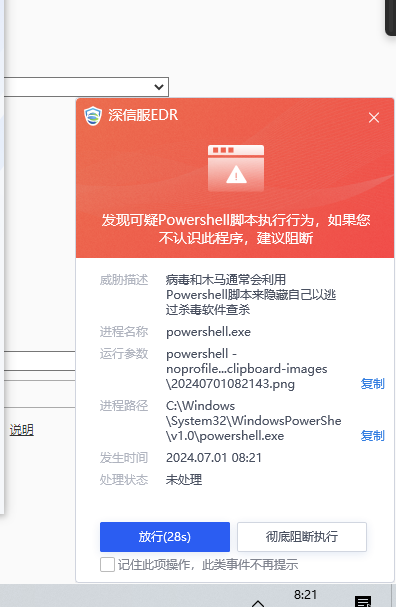 深信服EDR
发现可疑Powershell脚本执行行为，如果您
不认识此程序，建议阻断
威胁描述 病毒和木马通常会利用
Powershell脚本来隐藏自己以逃
过杀毒软件查杀
进程名称 powershell.exe
运行参数 powershell -
noprofile...clipboard-images
\20240701082143.png 复制
进程路径 C:\Windows
\System32\WindowsPowerShe
\v1.0\powershell.exe 复制
说明
发生时间 2024.07.01 08:21
处理状态 未处理
放行(28s) 彻底阻断执行
记住此项操作，此类事件不再提示
8:21